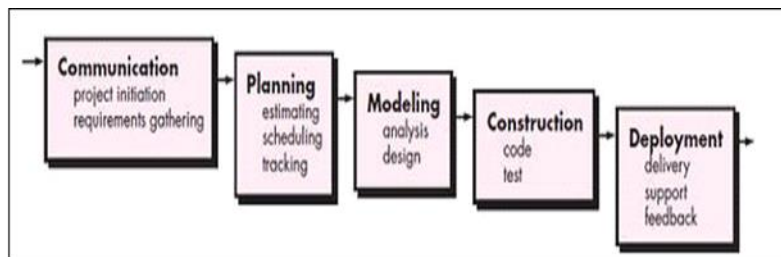 Communication
project initiation
requirements gathering
Planning
estimating
scheduling
tracking
Modeling
analysis
design
Construction
code
test
Deployment
delivery
support
feedback